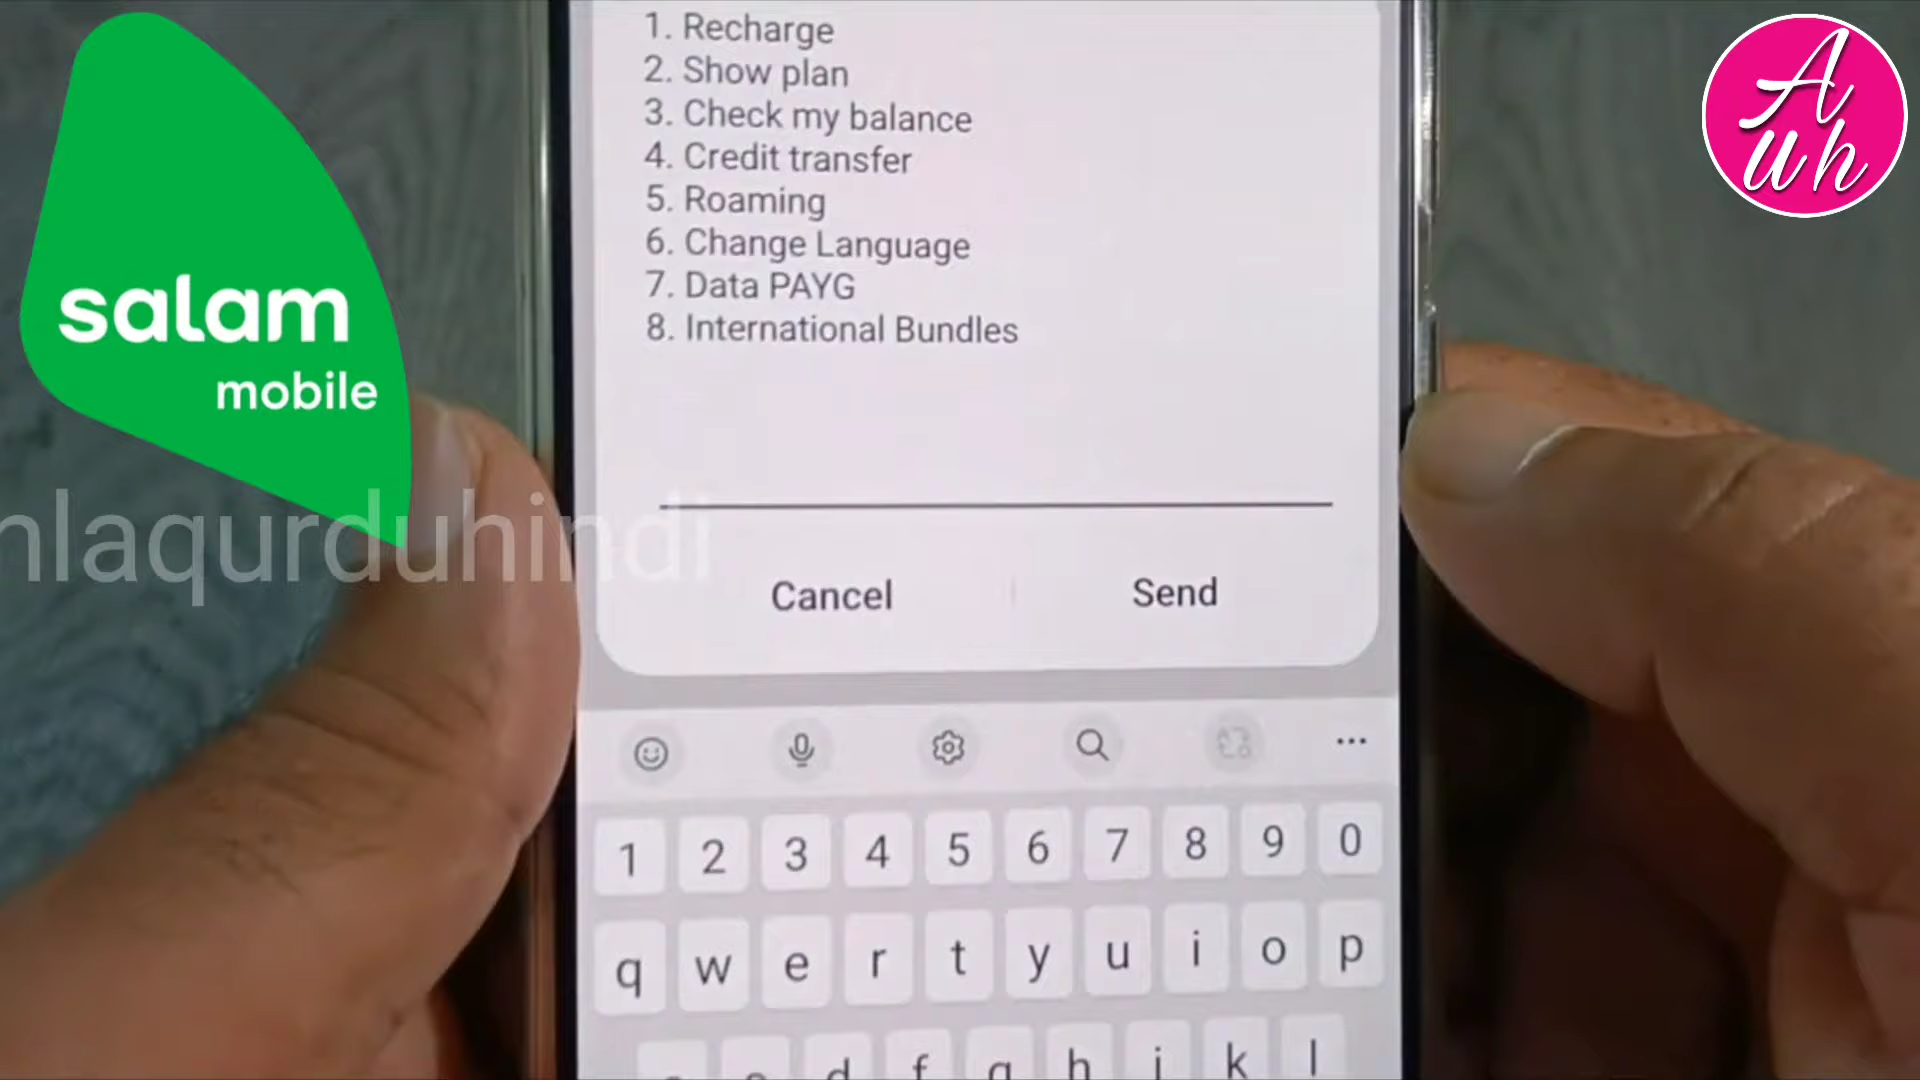 1. Recharge
2. Show plan
3. Check my balance
4. Credit transfer
5. Roaming
6. Change Language
7. Data PAYG
8. International Bundles
salam
mobile
A
Uh
nlaqurduhindi
Cancel Send
1 2 3 4 5 6 7 8 9 0
q w e r t y u i o p
d f g h j k l